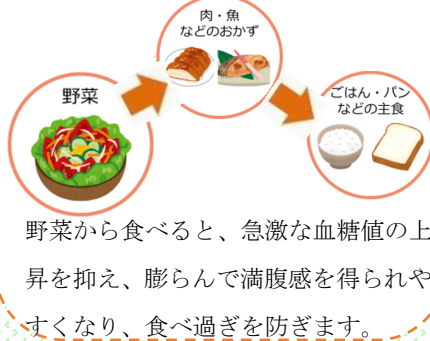 野菜
肉・魚
などのおかず
ごはん・パン
などの主食
野菜から食べると、急激な血糖値の上
昇を抑え、膨らんで満腹感を得られや
すくなり、食べ過ぎを防ぎます。